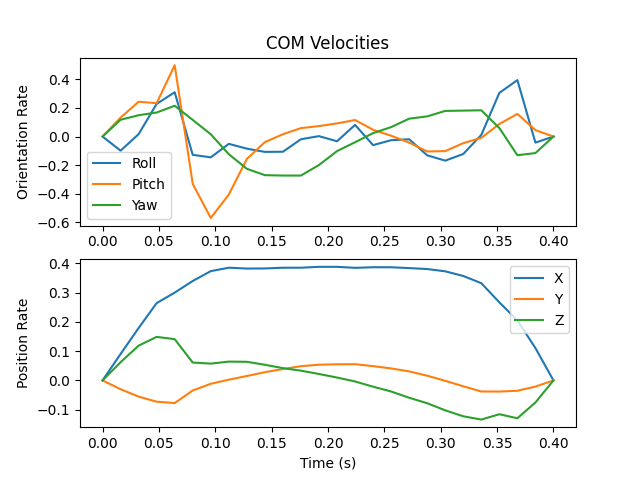 COM Velocities
Orientation Rate
0.4
0.2
0.0
−0.2
−0.4
−0.6
Roll
Pitch
Yaw
0.00 0.05 0.10 0.15 0.20 0.25 0.30 0.35 0.40
Position Rate
0.4
0.3
0.2
0.1
0.0
−0.1
X
Y
Z
0.00 0.05 0.10 0.15 0.20 0.25 0.30 0.35 0.40
Time (s)